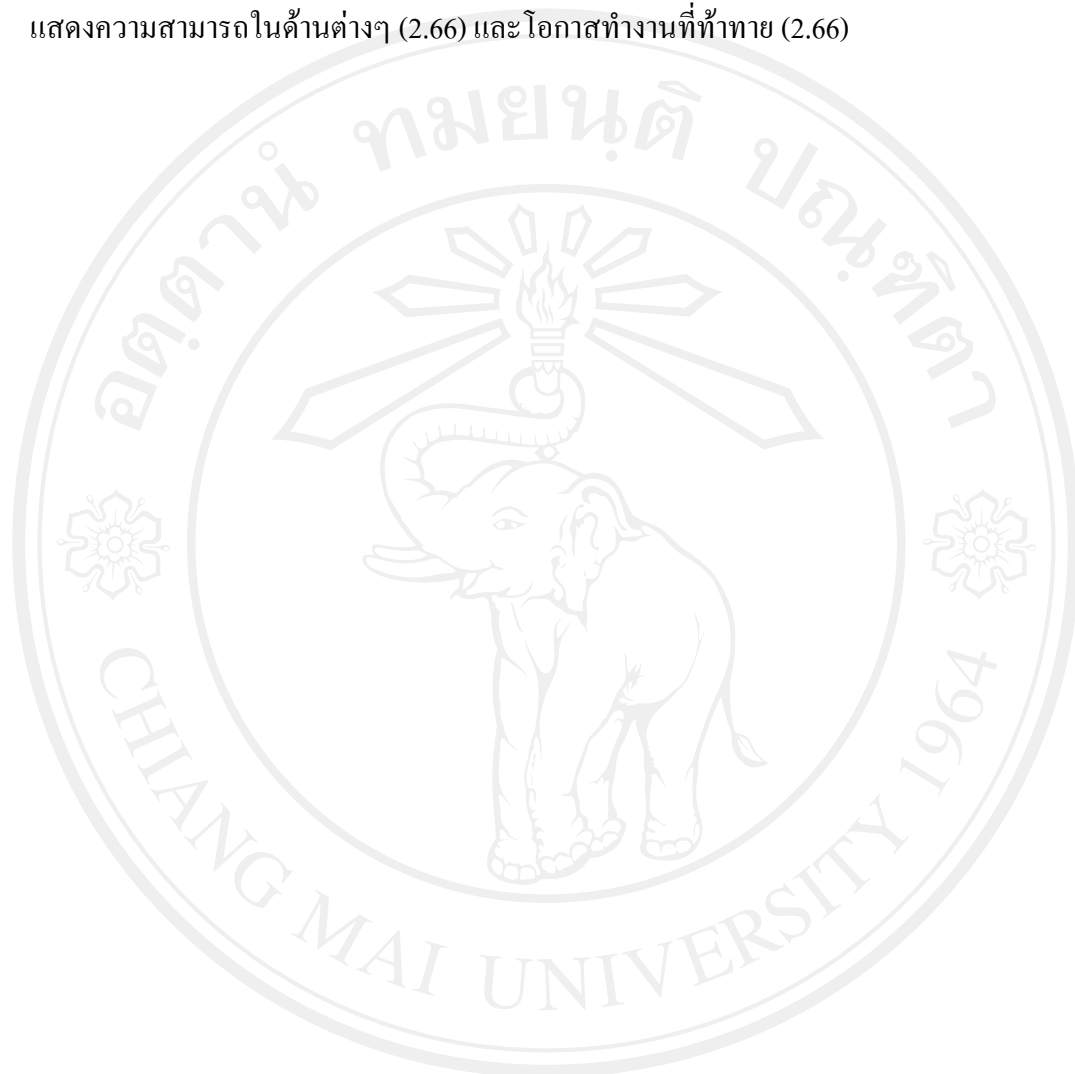 แสดงความสามารถในด้านต่างๆ (2.66) และโอกาสทำงานที่ท้าทาย (2.66)
อตฺตานํ ทมยนฺติ ปณฺฑิตา
CHIANG MAI UNIVERSITY 1964